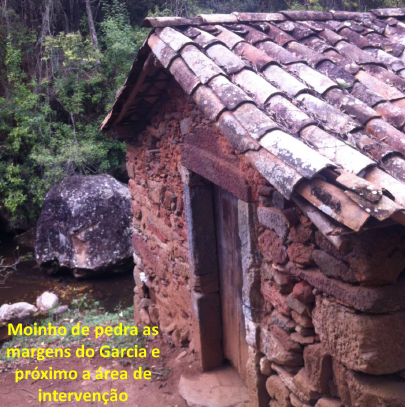 Moinho de pedra as
margens do Garcia e
próximo a área de
intervenção